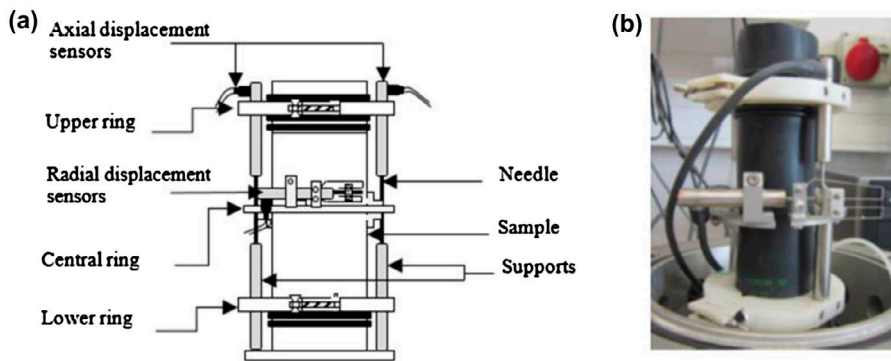 (a)
Axial displacement
sensors
Upper ring
Radial displacement
sensors
Central ring
Lower ring
Needle
Sample
Supports
(b)